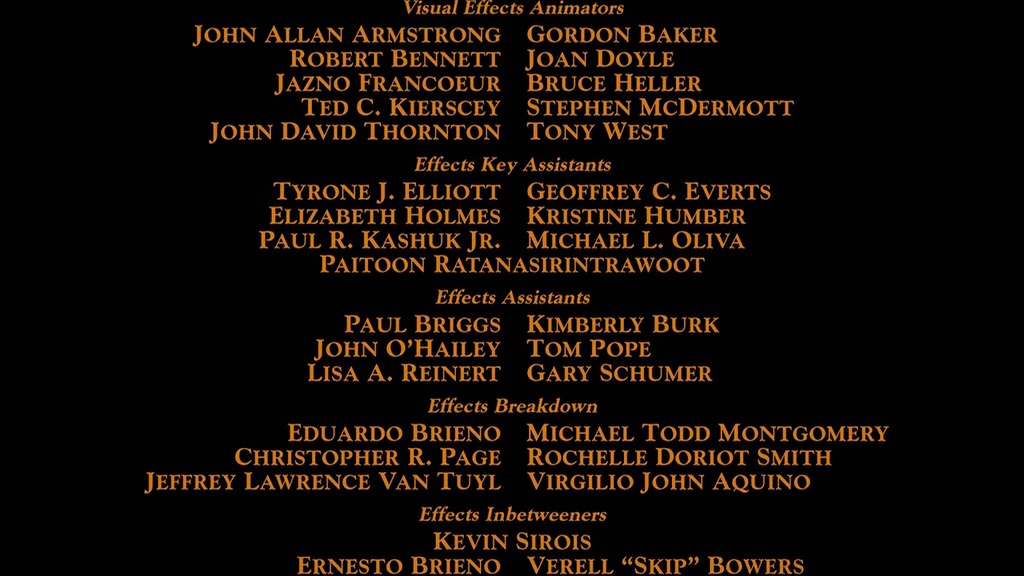 Visual Effects Animators
JOHN ALLAN ARMSTRONG GORDON BAKER
ROBERT BENNETT JOAN DOYLE
JAZNO FRANCOEUR BRUCE HELLER
TED C. KIERSCEY STEPHEN MCDERMOTT
JOHN DAVID THORNTON TONY WEST
Effects Key Assistants
TYRONE J. ELLIOTT GEOFFREY C. EVERTS
ELIZABETH HOLMES KRISTINE HUMBER
PAUL R. KASHUK JR. MICHAEL L. OLIVA
PAITOON RATANASIRINTRAWOOT
Effects Assistants
PAUL BRIGGS KIMBERLY BURK
JOHN O’HAILEY TOM POPE
LISA A. REINERT GARY SCHUMER
Effects Breakdown
EDUARDO BRIENO MICHAEL TODD MONTGOMERY
CHRISTOPHER R. PAGE ROCHELLE DORIOT SMITH
JEFFREY LAWRENCE VAN TUYL VIRGILIO JOHN AQUINO
Effects Inbetweeners
KEVIN SIROIS
ERNESTO BRIENO VERELL “SKIP” BOWERS